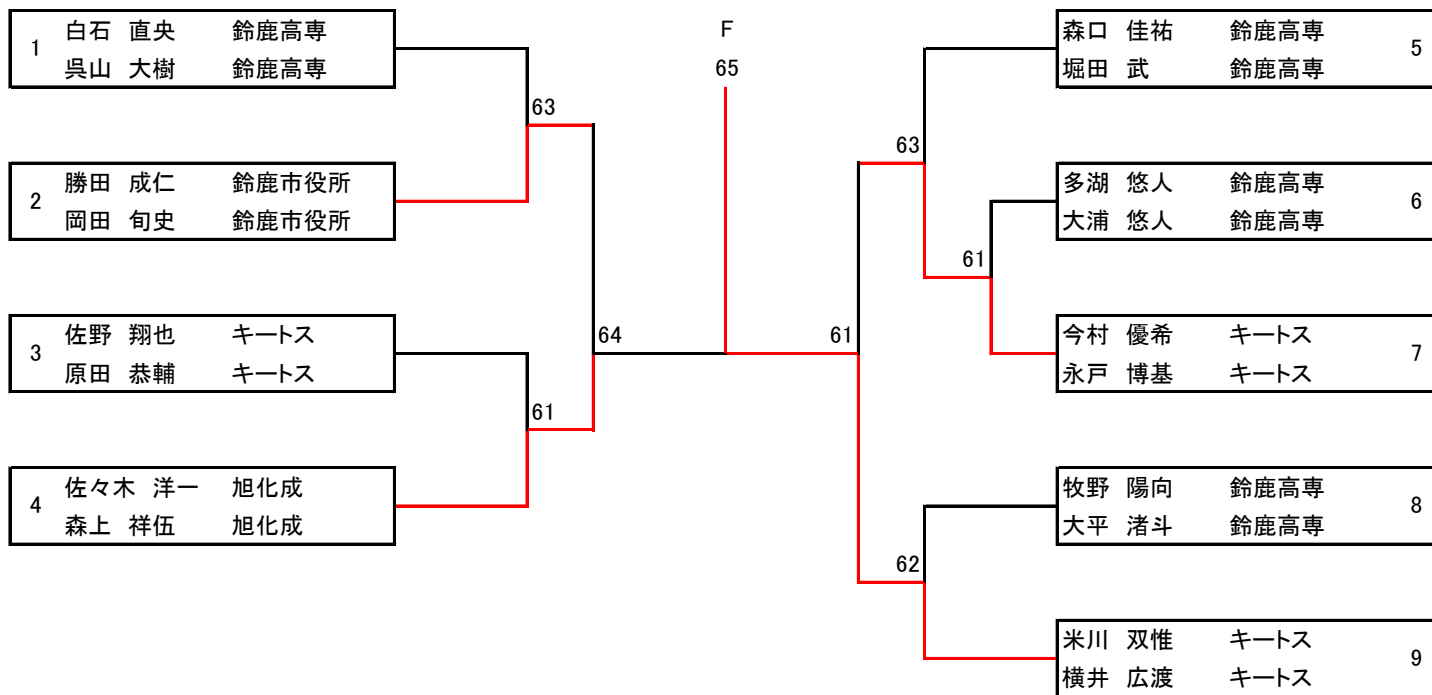 1
白石 直央 鈴鹿高専
呉山 大樹 鈴鹿高専
2
勝田 成仁 鈴鹿市役所
岡田 旬史 鈴鹿市役所
3
佐野 翔也 キートス
原田 恭輔 キートス
4
佐々木 洋一 旭化成
森上 祥伍 旭化成
63
61
64
F
65
61
63
61
62
森口 佳祐 鈴鹿高専
堀田 武 鈴鹿高専
5
多湖 悠人 鈴鹿高専
大浦 悠人 鈴鹿高専
6
今村 優希 キートス
永戸 博基 キートス
7
牧野 陽向 鈴鹿高専
大平 渚斗 鈴鹿高専
8
米川 双惟 キートス
横井 広渡 キートス
9